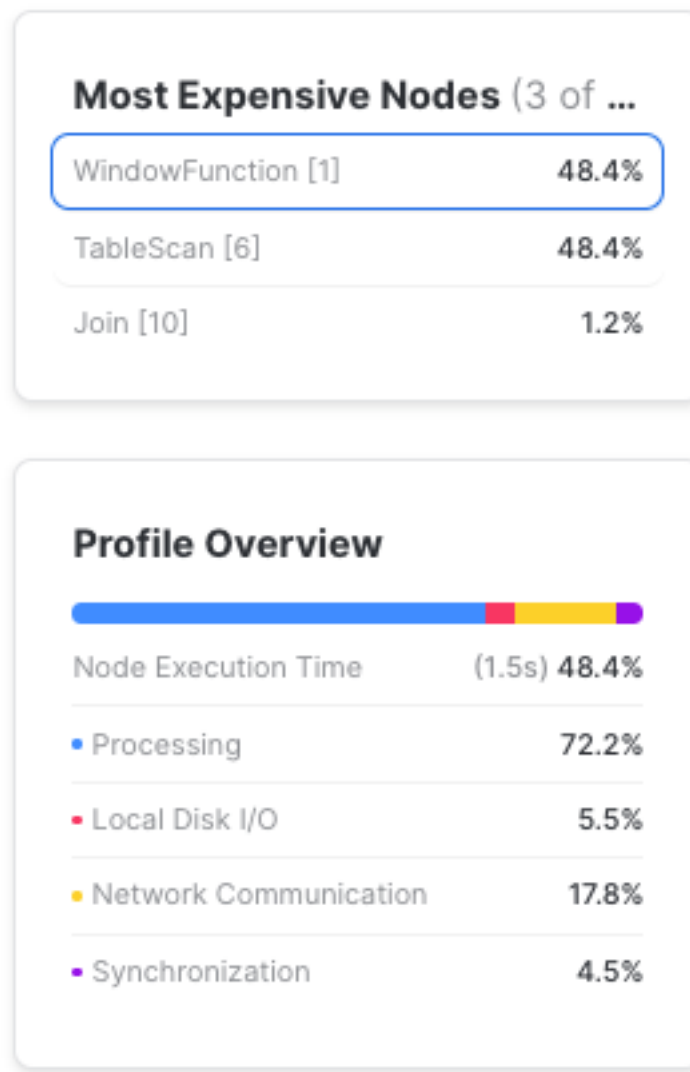 Most Expensive Nodes (3 of ...
WindowFunction [1] 48.4%
TableScan [6] 48.4%
Join [10] 1.2%
Profile Overview
Node Execution Time (1.5s) 48.4%
Processing 72.2%
Local Disk I/O 5.5%
Network Communication 17.8%
Synchronization 4.5%